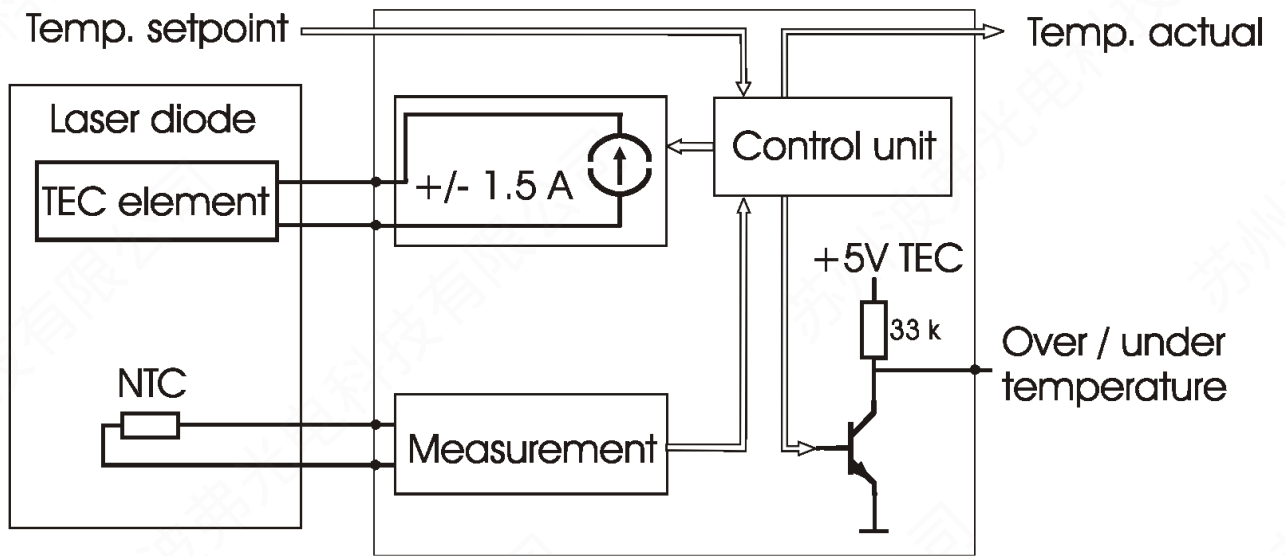 Temp. setpoint
Temp. actual
Laser diode
TEC element
+/- 1.5 A
Control unit
+5V TEC
33 k
Over / under
temperature
NTC
Measurement